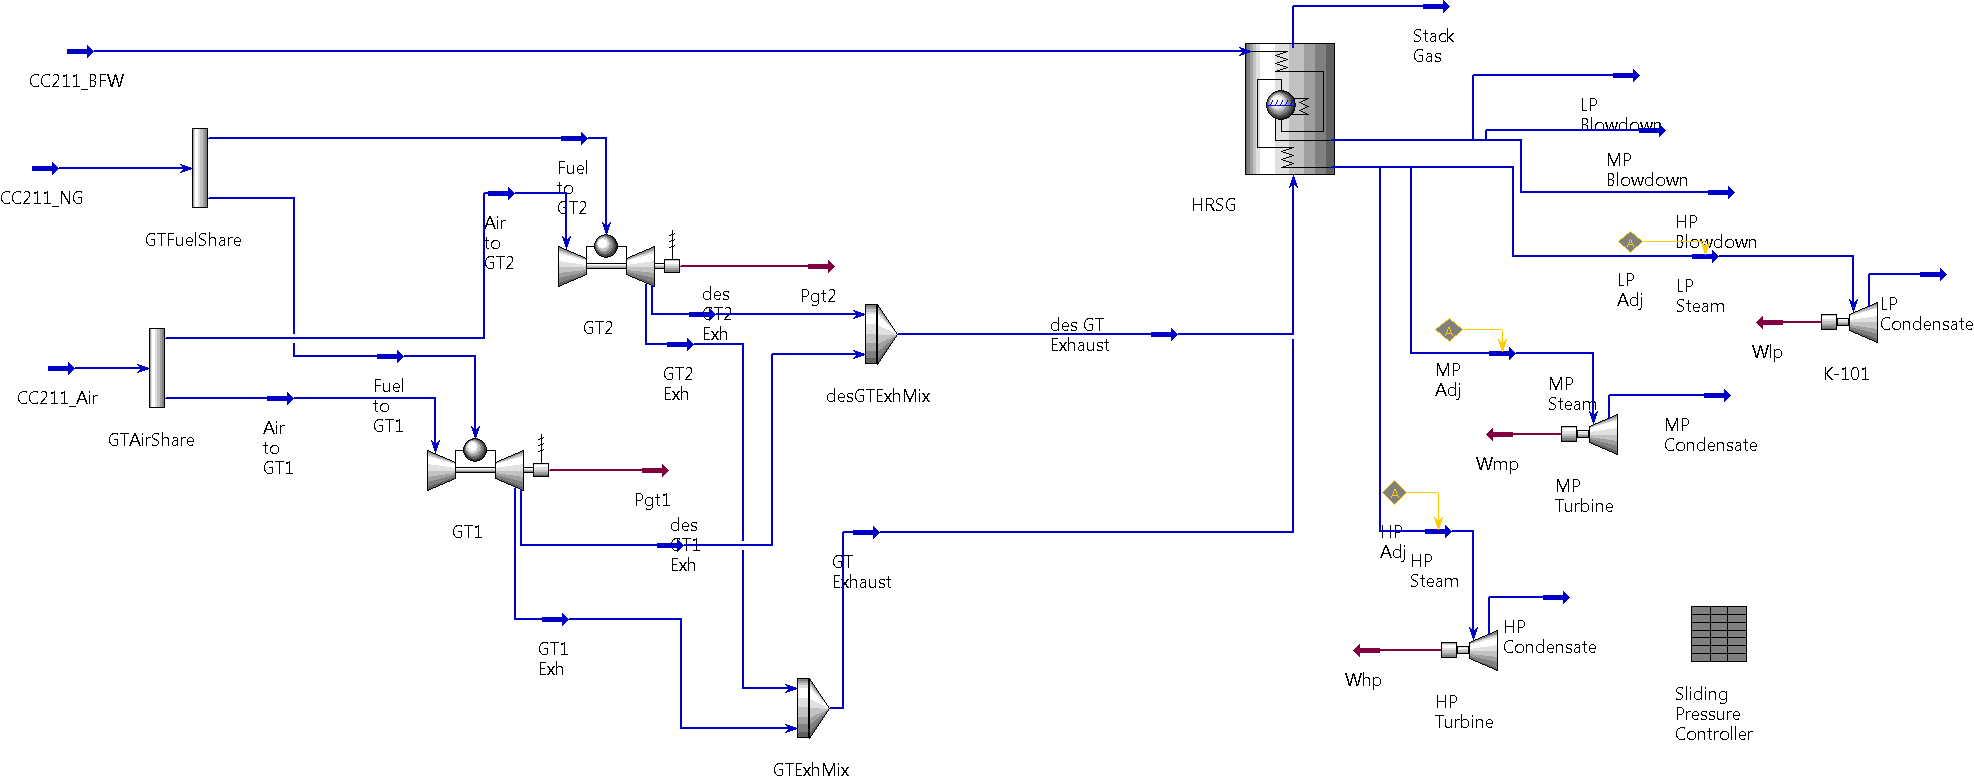 Stack
Gas
CC211_BFW
LP
Blowdown
MP
Blowdown
CC211_NG
Fuel
to
GT2
HRSG
GTFuelShare
Air
to
GT2
HP
Blowdown
A
LP
Adj
LP
Steam
Pgt2
des
GT2
Exh
GT2
LP
Condensate
des GT
Exhaust
A
Wlp
K-101
GT2
Exh
MP
Adj
MP
Steam
CC211_Air
Fuel
to
GT1
desGTExhMix
GTAirShare
Air
to
GT1
MP
Condensate
Wmp
MP
Turbine
A
Pgt1
GT1
des
GT1
Exh
HP
Adj
HP
Steam
GT
Exhaust
GT1
Exh
HP
Condensate
Whp
HP
Turbine
Sliding
Pressure
Controller
GTExhMix